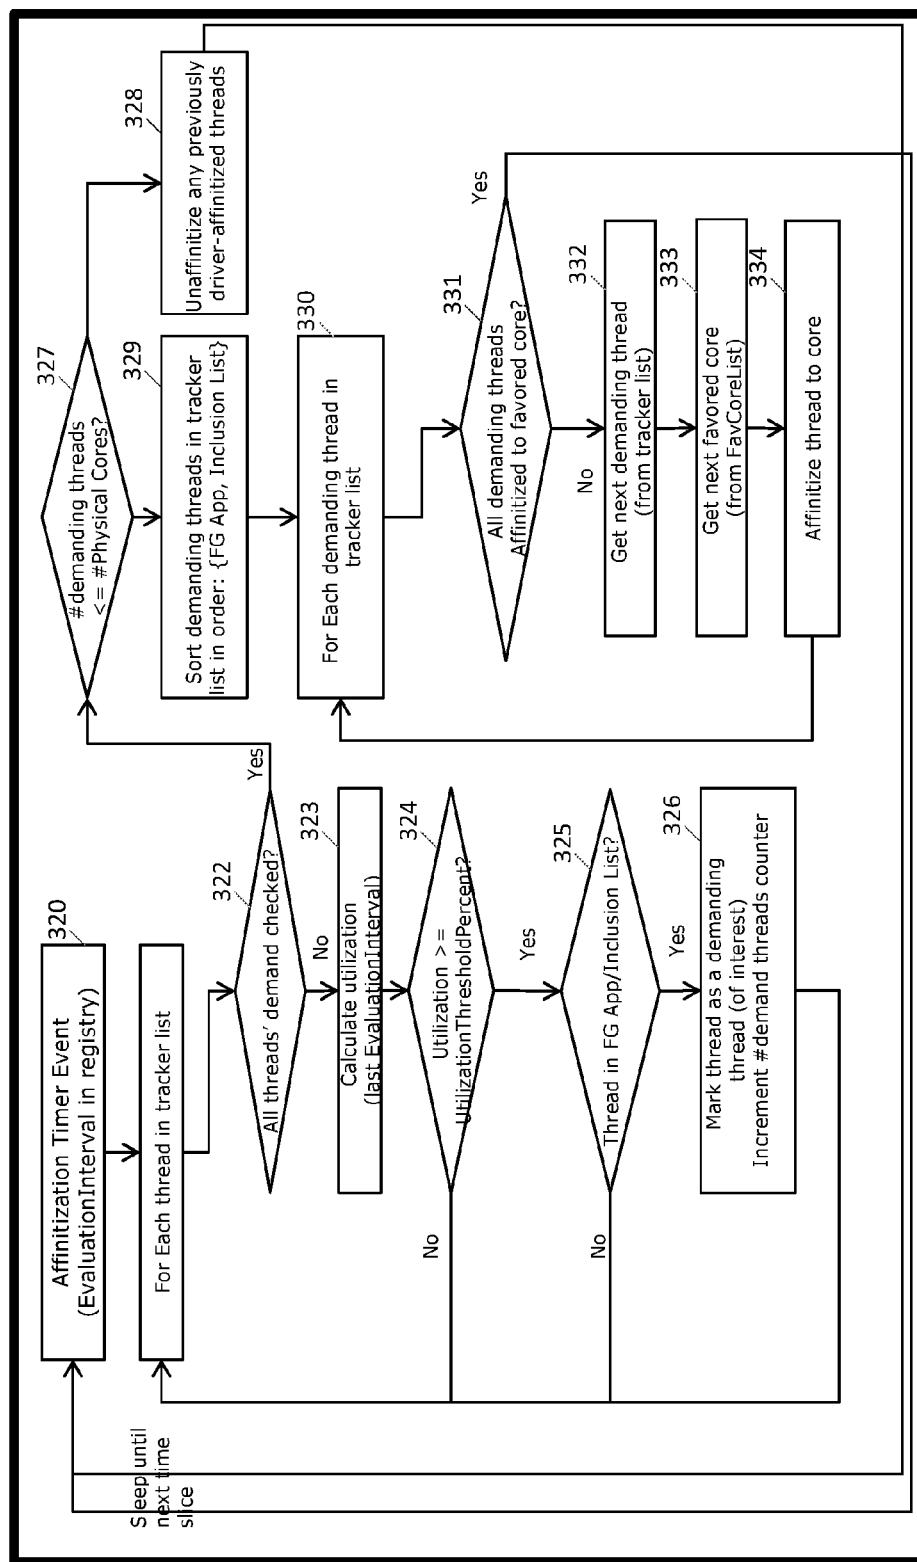 320
Affinitization Timer Event
(EvaluationInterval in registry)
For Each thread in tracker list
322
All threads' demand checked?
Yes
No
323
Calculate utilization
(last EvaluationInterval)
324
Utilization >=
UtilizationThresholdPercent?
No
Yes
325
Thread in FG App/Inclusion List?
No
Yes
326
Mark thread as a demanding
thread (of interest)
Increment #demand threads counter
Sleep until
next time
slice
327
#demanding threads
<= #Physical Cores?
328
Unaffinitize any previously
driver-affinitized threads
329
Sort demanding threads in tracker
list in order: {FG App, Inclusion List}
330
For Each demanding thread in
tracker list
331
All demanding threads
Affinitized to favored core?
Yes
No
332
Get next demanding thread
(from tracker list)
333
Get next favored core
(from FavCoreList)
334
Affinitize thread to core